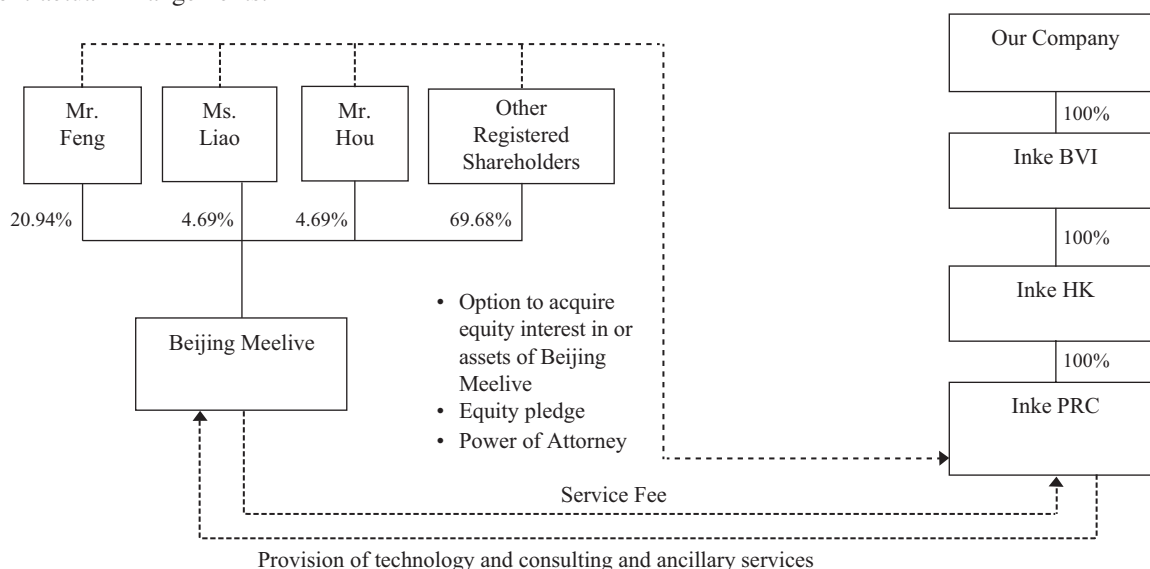 Our Company
Mr.
Feng
Ms.
Liao
Mr.
Hou
Other
Registered
Shareholders
100%
Inke BVI
20.94%
4.69%
4.69%
69.68%
100%
Inke HK
• Option to acquire
equity interest in or
assets of Beijing
Meelive
• Equity pledge
• Power of Attorney
Beijing Meelive
100%
Inke PRC
Service Fee
Provision of technology and consulting and ancillary services